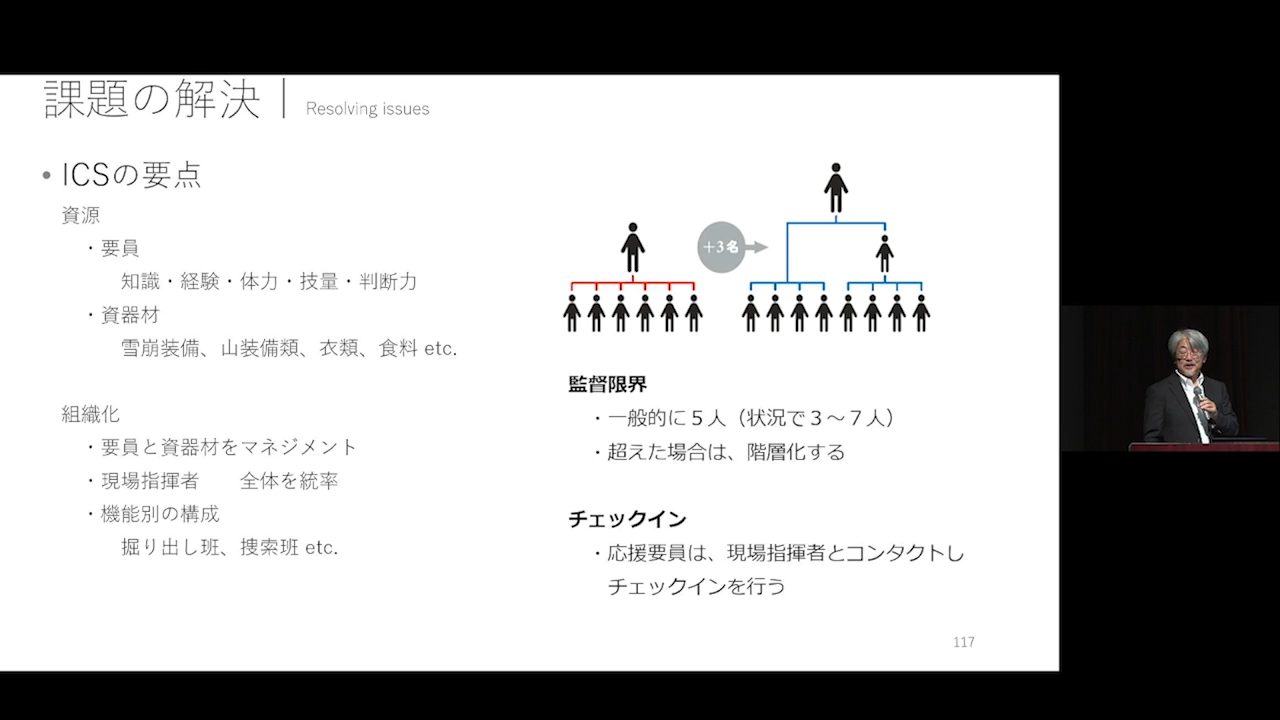 課題の解決｜ Resolving issues
• ICSの要点
資源
・要員
知識・経験・体力・技量・判断力
・資器材
雪崩装備、山装備類、衣類、食料 etc.
組織化
・要員と資器材をマネジメント
・現場指揮者　　全体を統率
・機能別の構成
掘り出し班、捜索班 etc.
+3名
監督限界
・一般的に５人（状況で３～７人）
・超えた場合は、階層化する
チェックイン
・応援要員は、現場指揮者とコンタクトし
チェックインを行う
117